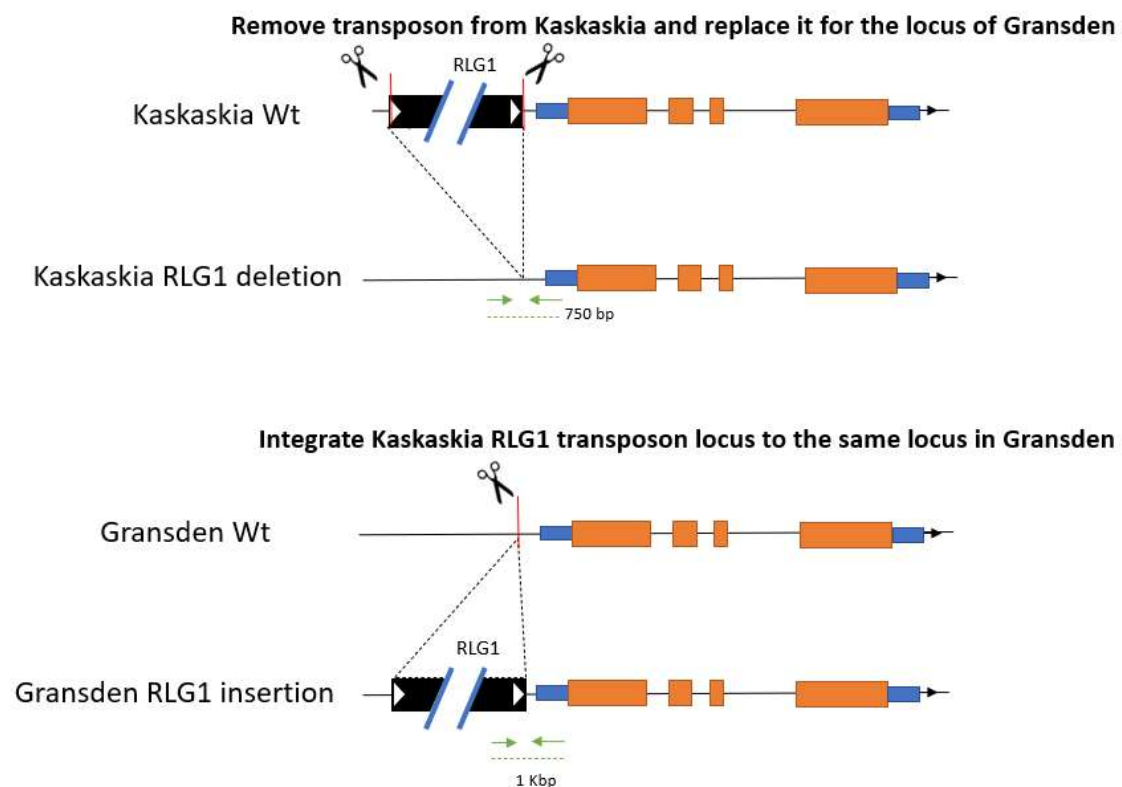 Remove transposon from Kaskaskia and replace it for the locus of Gransden
RLG1
Kaskaskia Wt
Kaskaskia RLG1 deletion
750 bp
Integrate Kaskaskia RLG1 transposon locus to the same locus in Gransden
Gransden Wt
RLG1
Gransden RLG1 insertion
1 Kbp